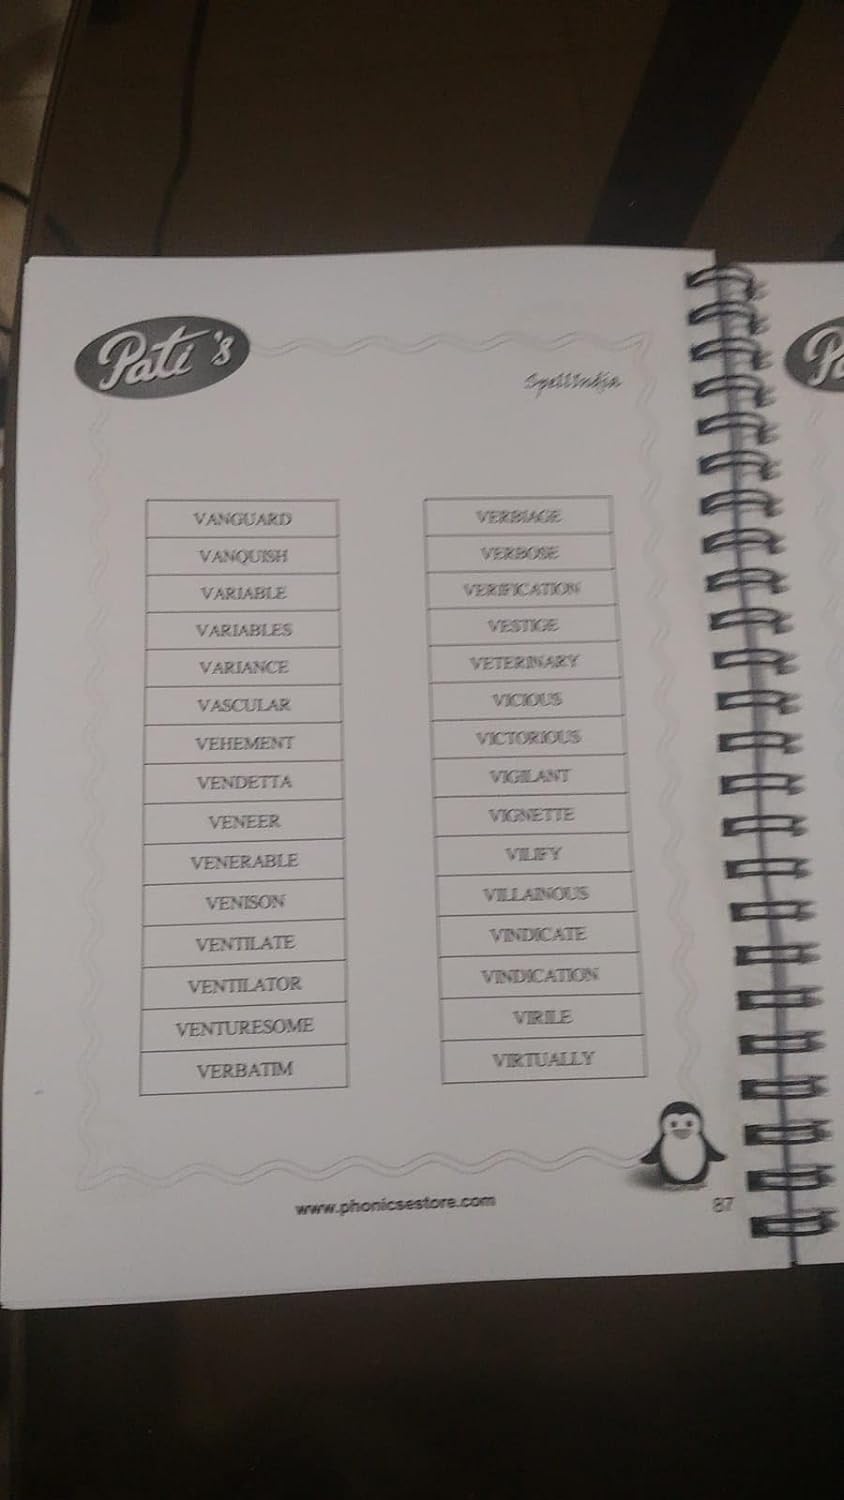 Pati's
SpellIndia
VANGUARD
VANQUISH
VARIABLE
VARIABLES
VARIANCE
VASCULAR
VEHEMENT
VENDETTA
VENEER
VENERABLE
VENISON
VENTILATE
VENTILATOR
VENTURESOME
VERBATIM
VERBIAGE
VERBOSE
VERIFICATION
VESTIGE
VETERINARY
VICIOUS
VICTORIOUS
VIGILANT
VIGNETTE
VILIFY
VILLAINOUS
VINDICATE
VINDICATION
VIRILE
VIRTUALLY
www.phonicsestore.com
87